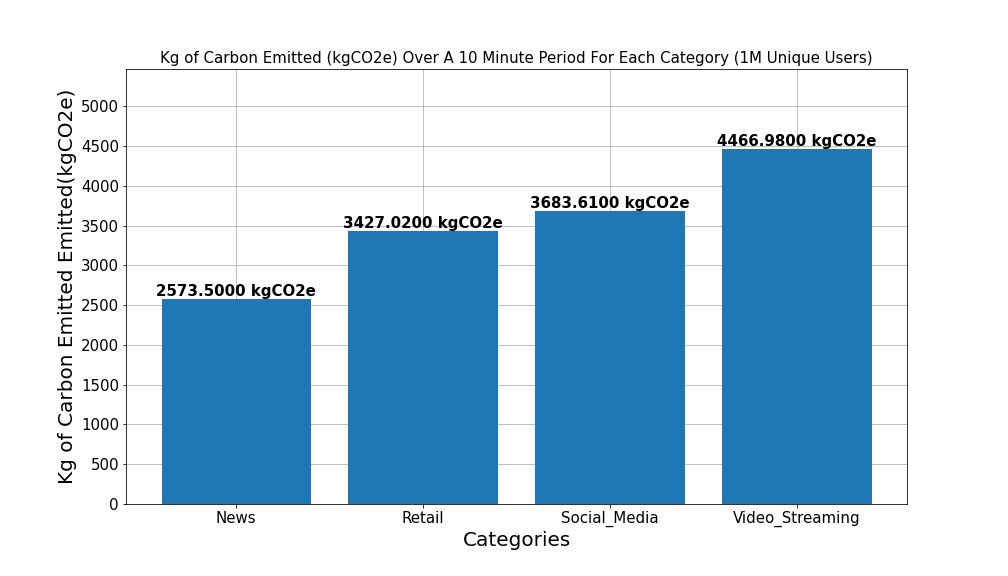 Kg of Carbon Emitted (kgCO2e) Over A 10 Minute Period For Each Category (1M Unique Users)
Kg of Carbon Emitted Emitted(kgCO2e)
5000
4500
4000
3500
3000
2500
2000
1500
1000
500
0
2573.5000 kgCO2e
3427.0200 kgCO2e
3683.6100 kgCO2e
4466.9800 kgCO2e
News
Retail
Social_Media
Video_Streaming
Categories